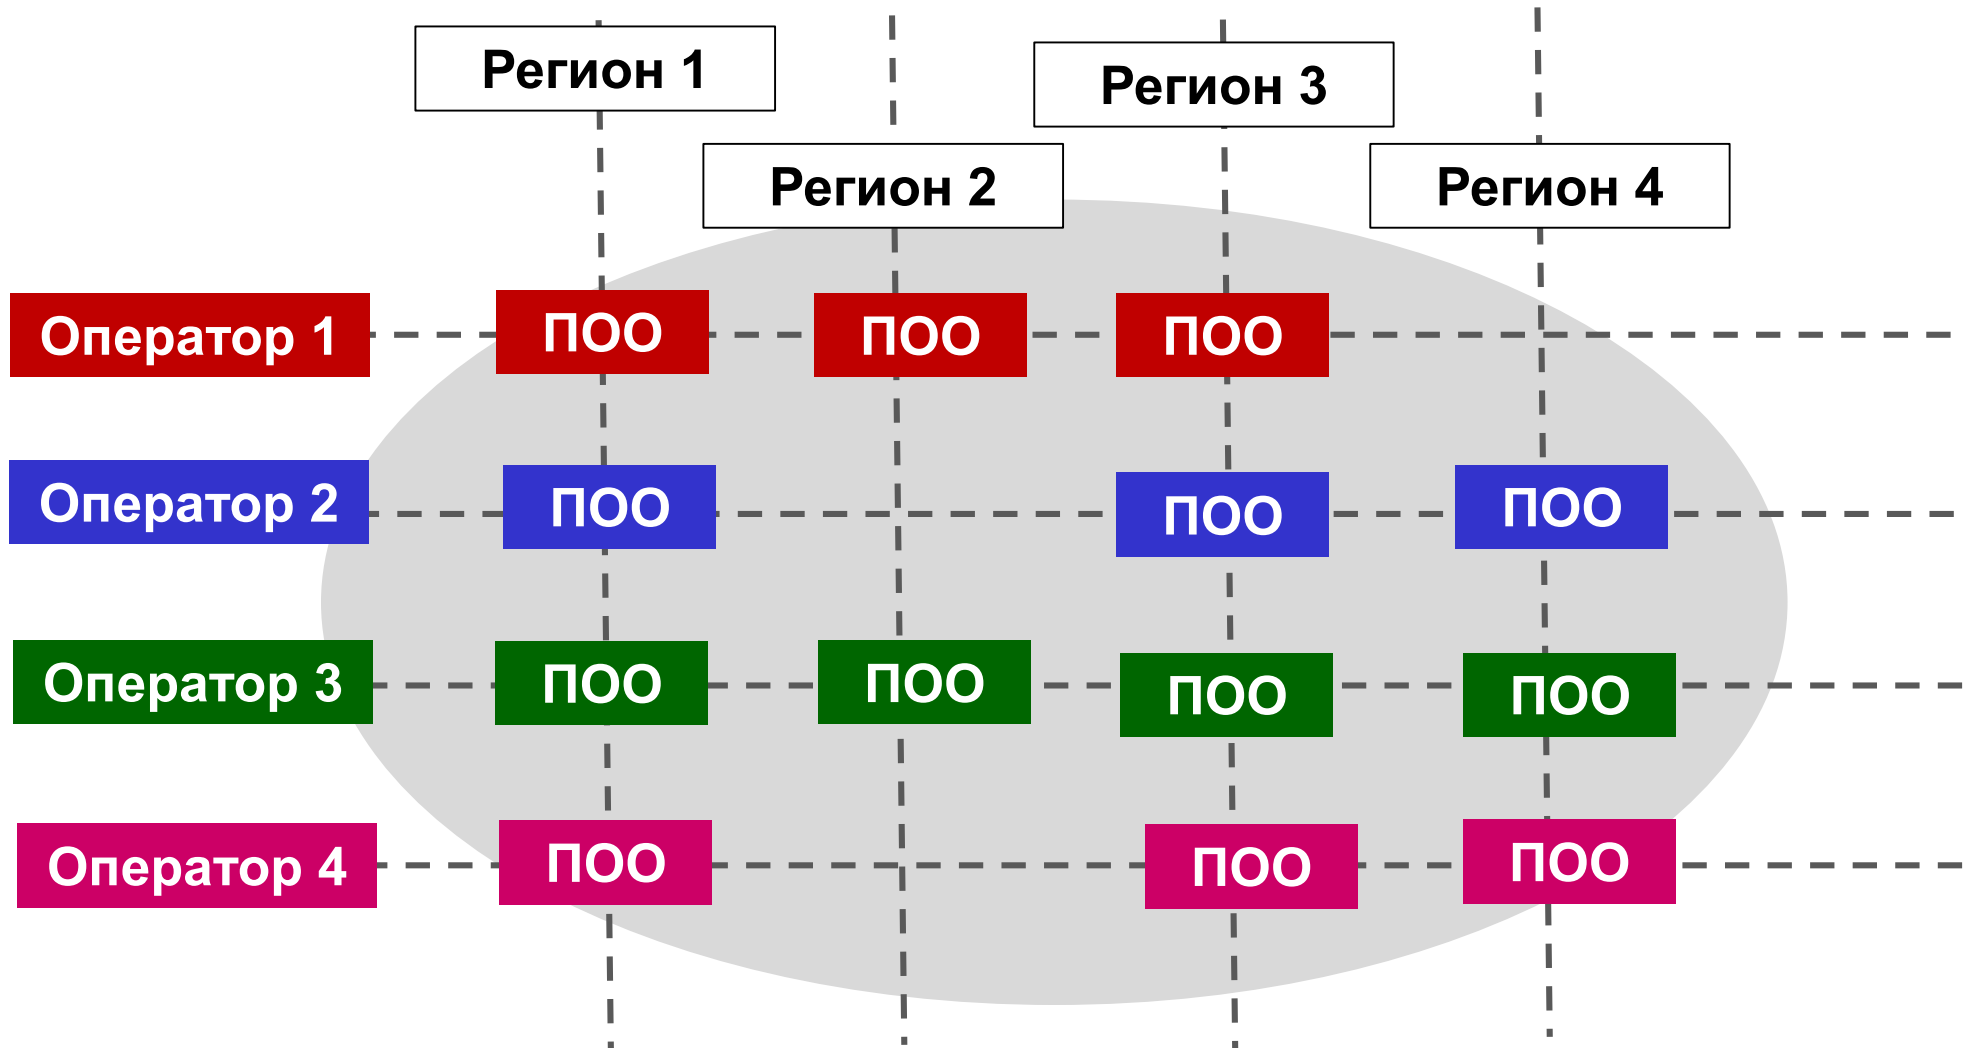 Регион 1
Регион 3
Регион 2
Регион 4
Оператор 1
ПОО
ПОО
ПОО
Оператор 2
ПОО
ПОО
ПОО
Оператор 3
ПОО
ПОО
ПОО
ПОО
Оператор 4
ПОО
ПОО
ПОО